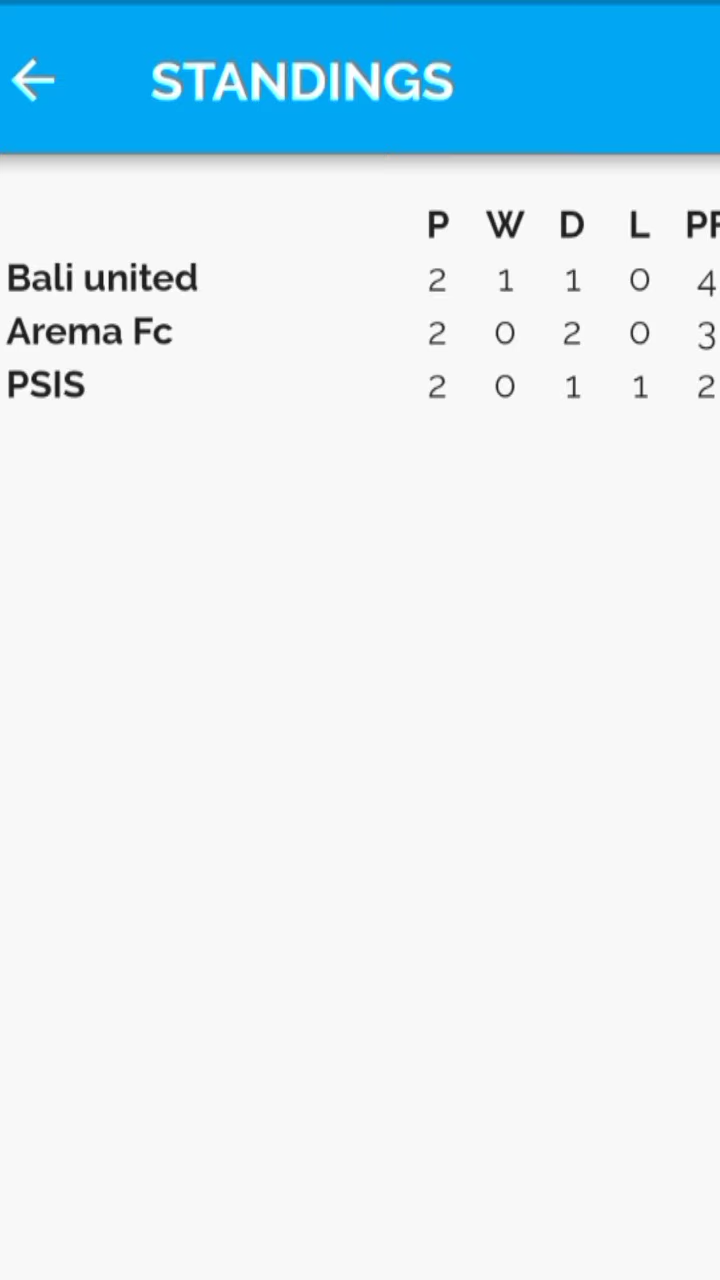 STANDINGS
P W D L PF
Bali united 2 1 1 0 4
Arema Fc 2 0 2 0 3
PSIS 2 0 1 1 2